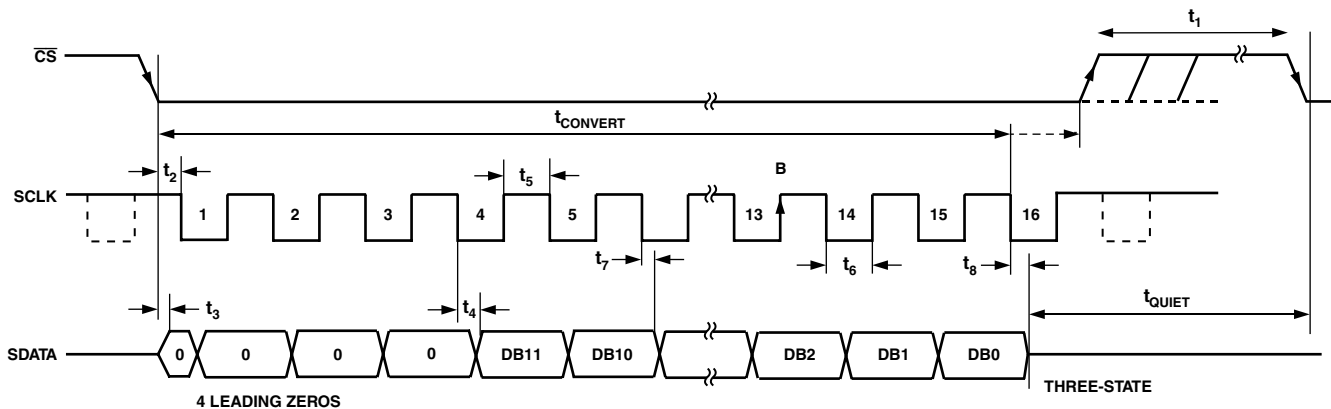 t1
CS
tCONVERT
t2
t5
B
SCLK
1 2 3 4 5 13 14 15 16
t7
t6
t8
t3
t4
tQUIET
SDATA
0 0 0 0 DB11 DB10 DB2 DB1 DB0
THREE-STATE
4 LEADING ZEROS